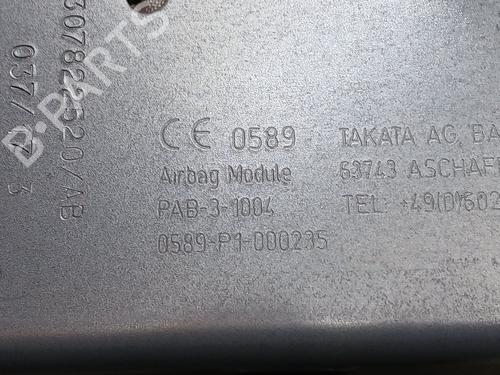 CE 0589
Airbag Module
PAB-3-1004
0589-P1-000235
TAKATA AG, BA
63743 ASCHAFF
TEL: +49(0)602
B-PARTS